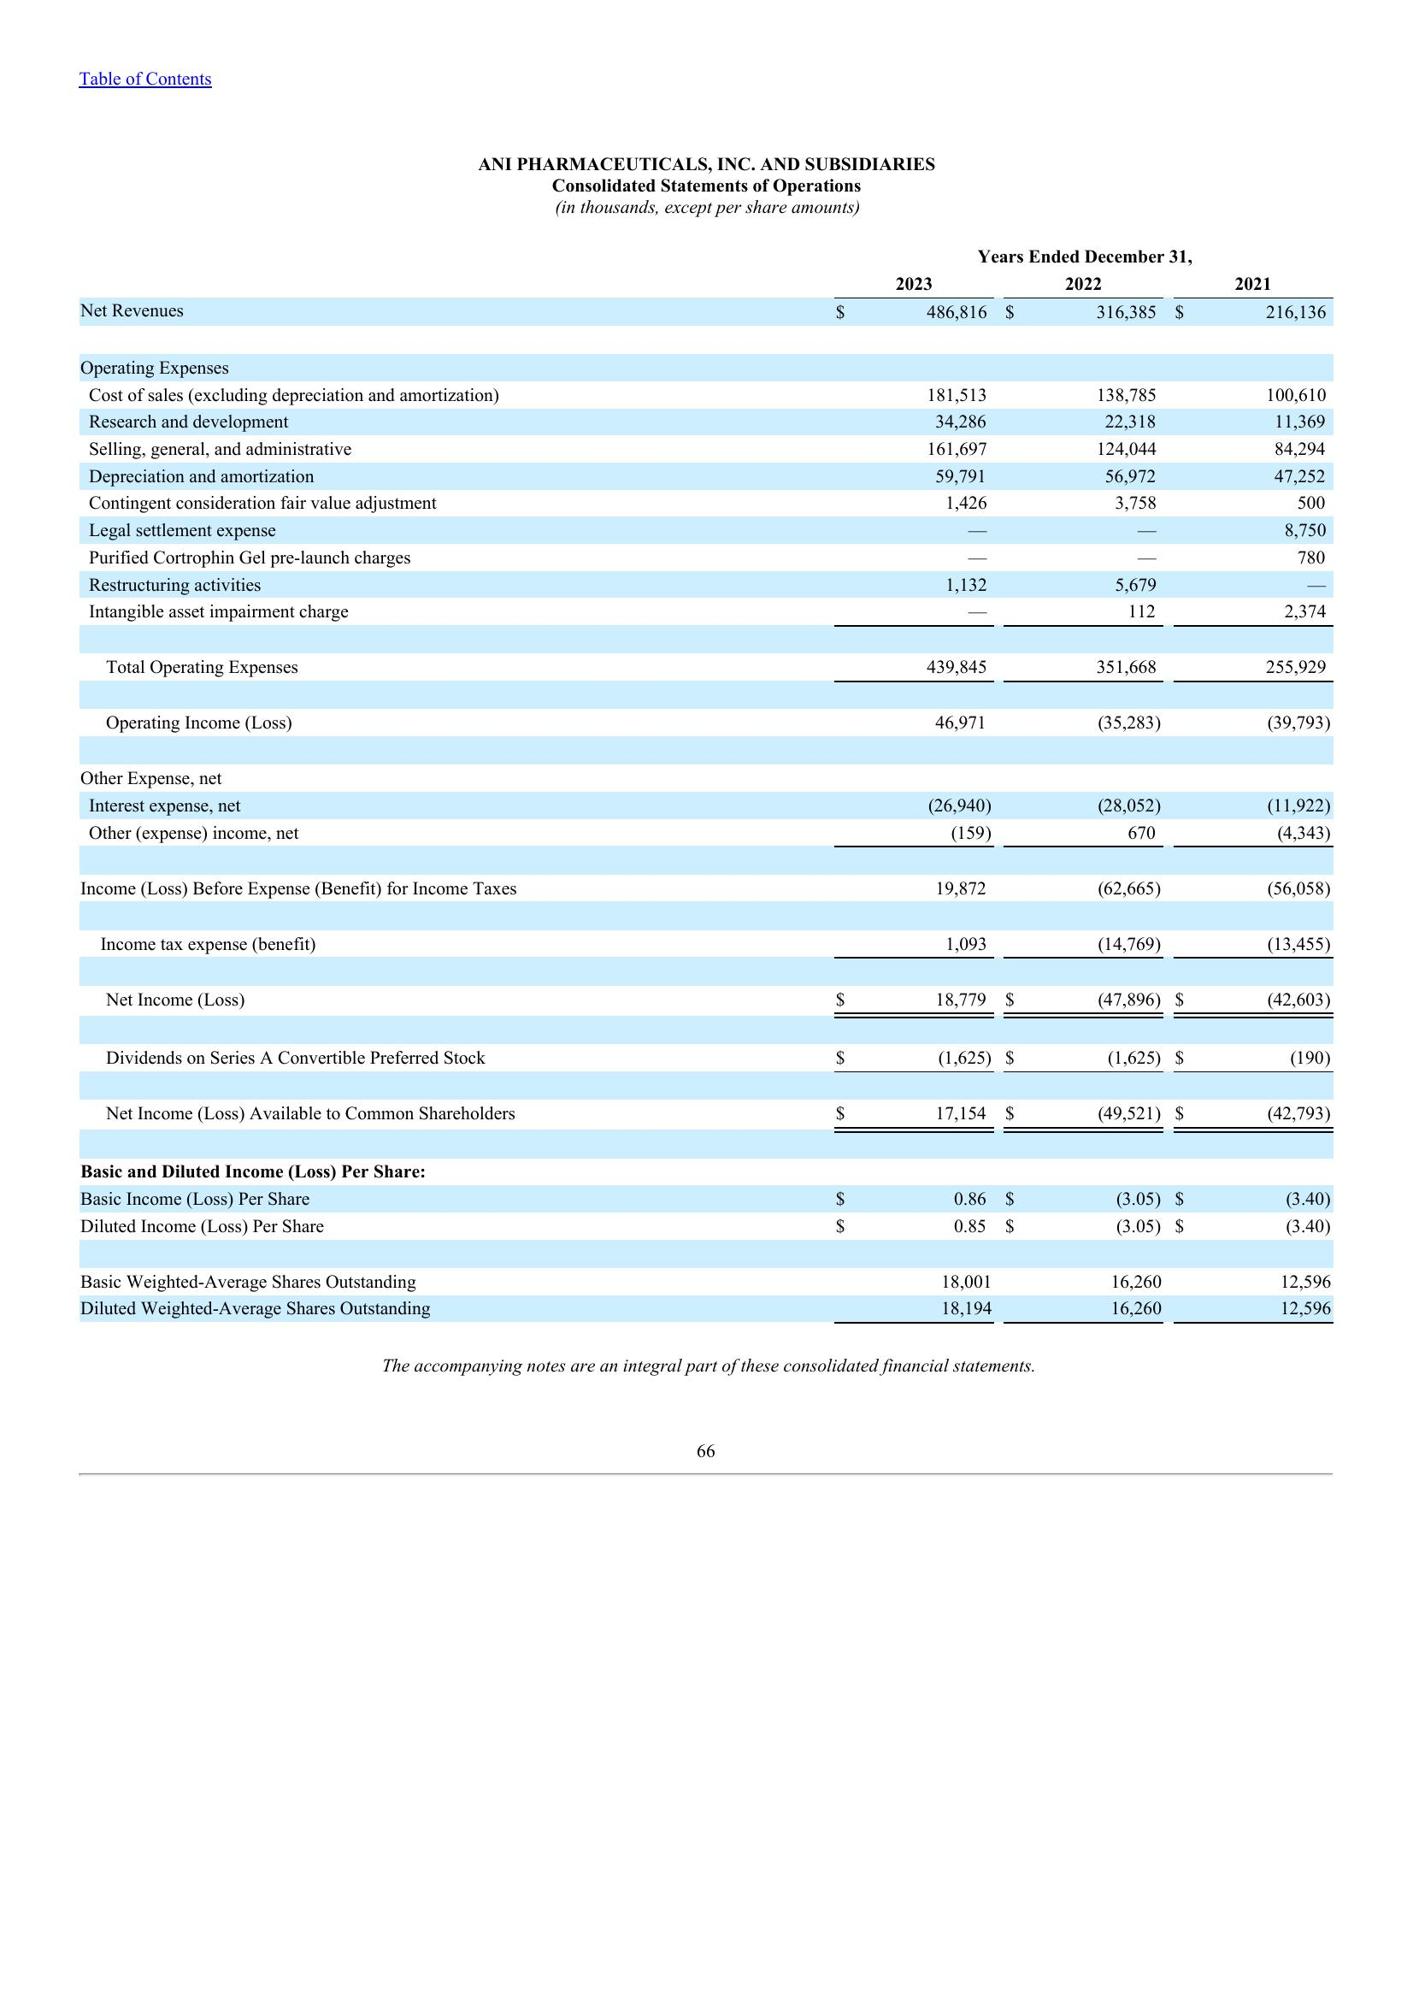 Table of Contents
ANI PHARMACEUTICALS, INC. AND SUBSIDIARIES
Consolidated Statements of Operations
(in thousands, except per share amounts)
Years Ended December 31,
2023 2022 2021
Net Revenues $ 486,816 $ 316,385 $ 216,136
Operating Expenses
Cost of sales (excluding depreciation and amortization) 181,513 138,785 100,610
Research and development 34,286 22,318 11,369
Selling, general, and administrative 161,697 124,044 84,294
Depreciation and amortization 59,791 56,972 47,252
Contingent consideration fair value adjustment 1,426 3,758 500
Legal settlement expense — — 8,750
Purified Cortrophin Gel pre-launch charges — — 780
Restructuring activities 1,132 5,679 —
Intangible asset impairment charge — 112 2,374
Total Operating Expenses 439,845 351,668 255,929
Operating Income (Loss) 46,971 (35,283) (39,793)
Other Expense, net
Interest expense, net (26,940) (28,052) (11,922)
Other (expense) income, net (159) 670 (4,343)
Income (Loss) Before Expense (Benefit) for Income Taxes 19,872 (62,665) (56,058)
Income tax expense (benefit) 1,093 (14,769) (13,455)
Net Income (Loss) $ 18,779 $ (47,896) $ (42,603)
Dividends on Series A Convertible Preferred Stock $ (1,625) $ (1,625) $ (190)
Net Income (Loss) Available to Common Shareholders $ 17,154 $ (49,521) $ (42,793)
Basic and Diluted Income (Loss) Per Share:
Basic Income (Loss) Per Share $ 0.86 $ (3.05) $ (3.40)
Diluted Income (Loss) Per Share $ 0.85 $ (3.05) $ (3.40)
Basic Weighted-Average Shares Outstanding 18,001 16,260 12,596
Diluted Weighted-Average Shares Outstanding 18,194 16,260 12,596
The accompanying notes are an integral part of these consolidated financial statements.
66